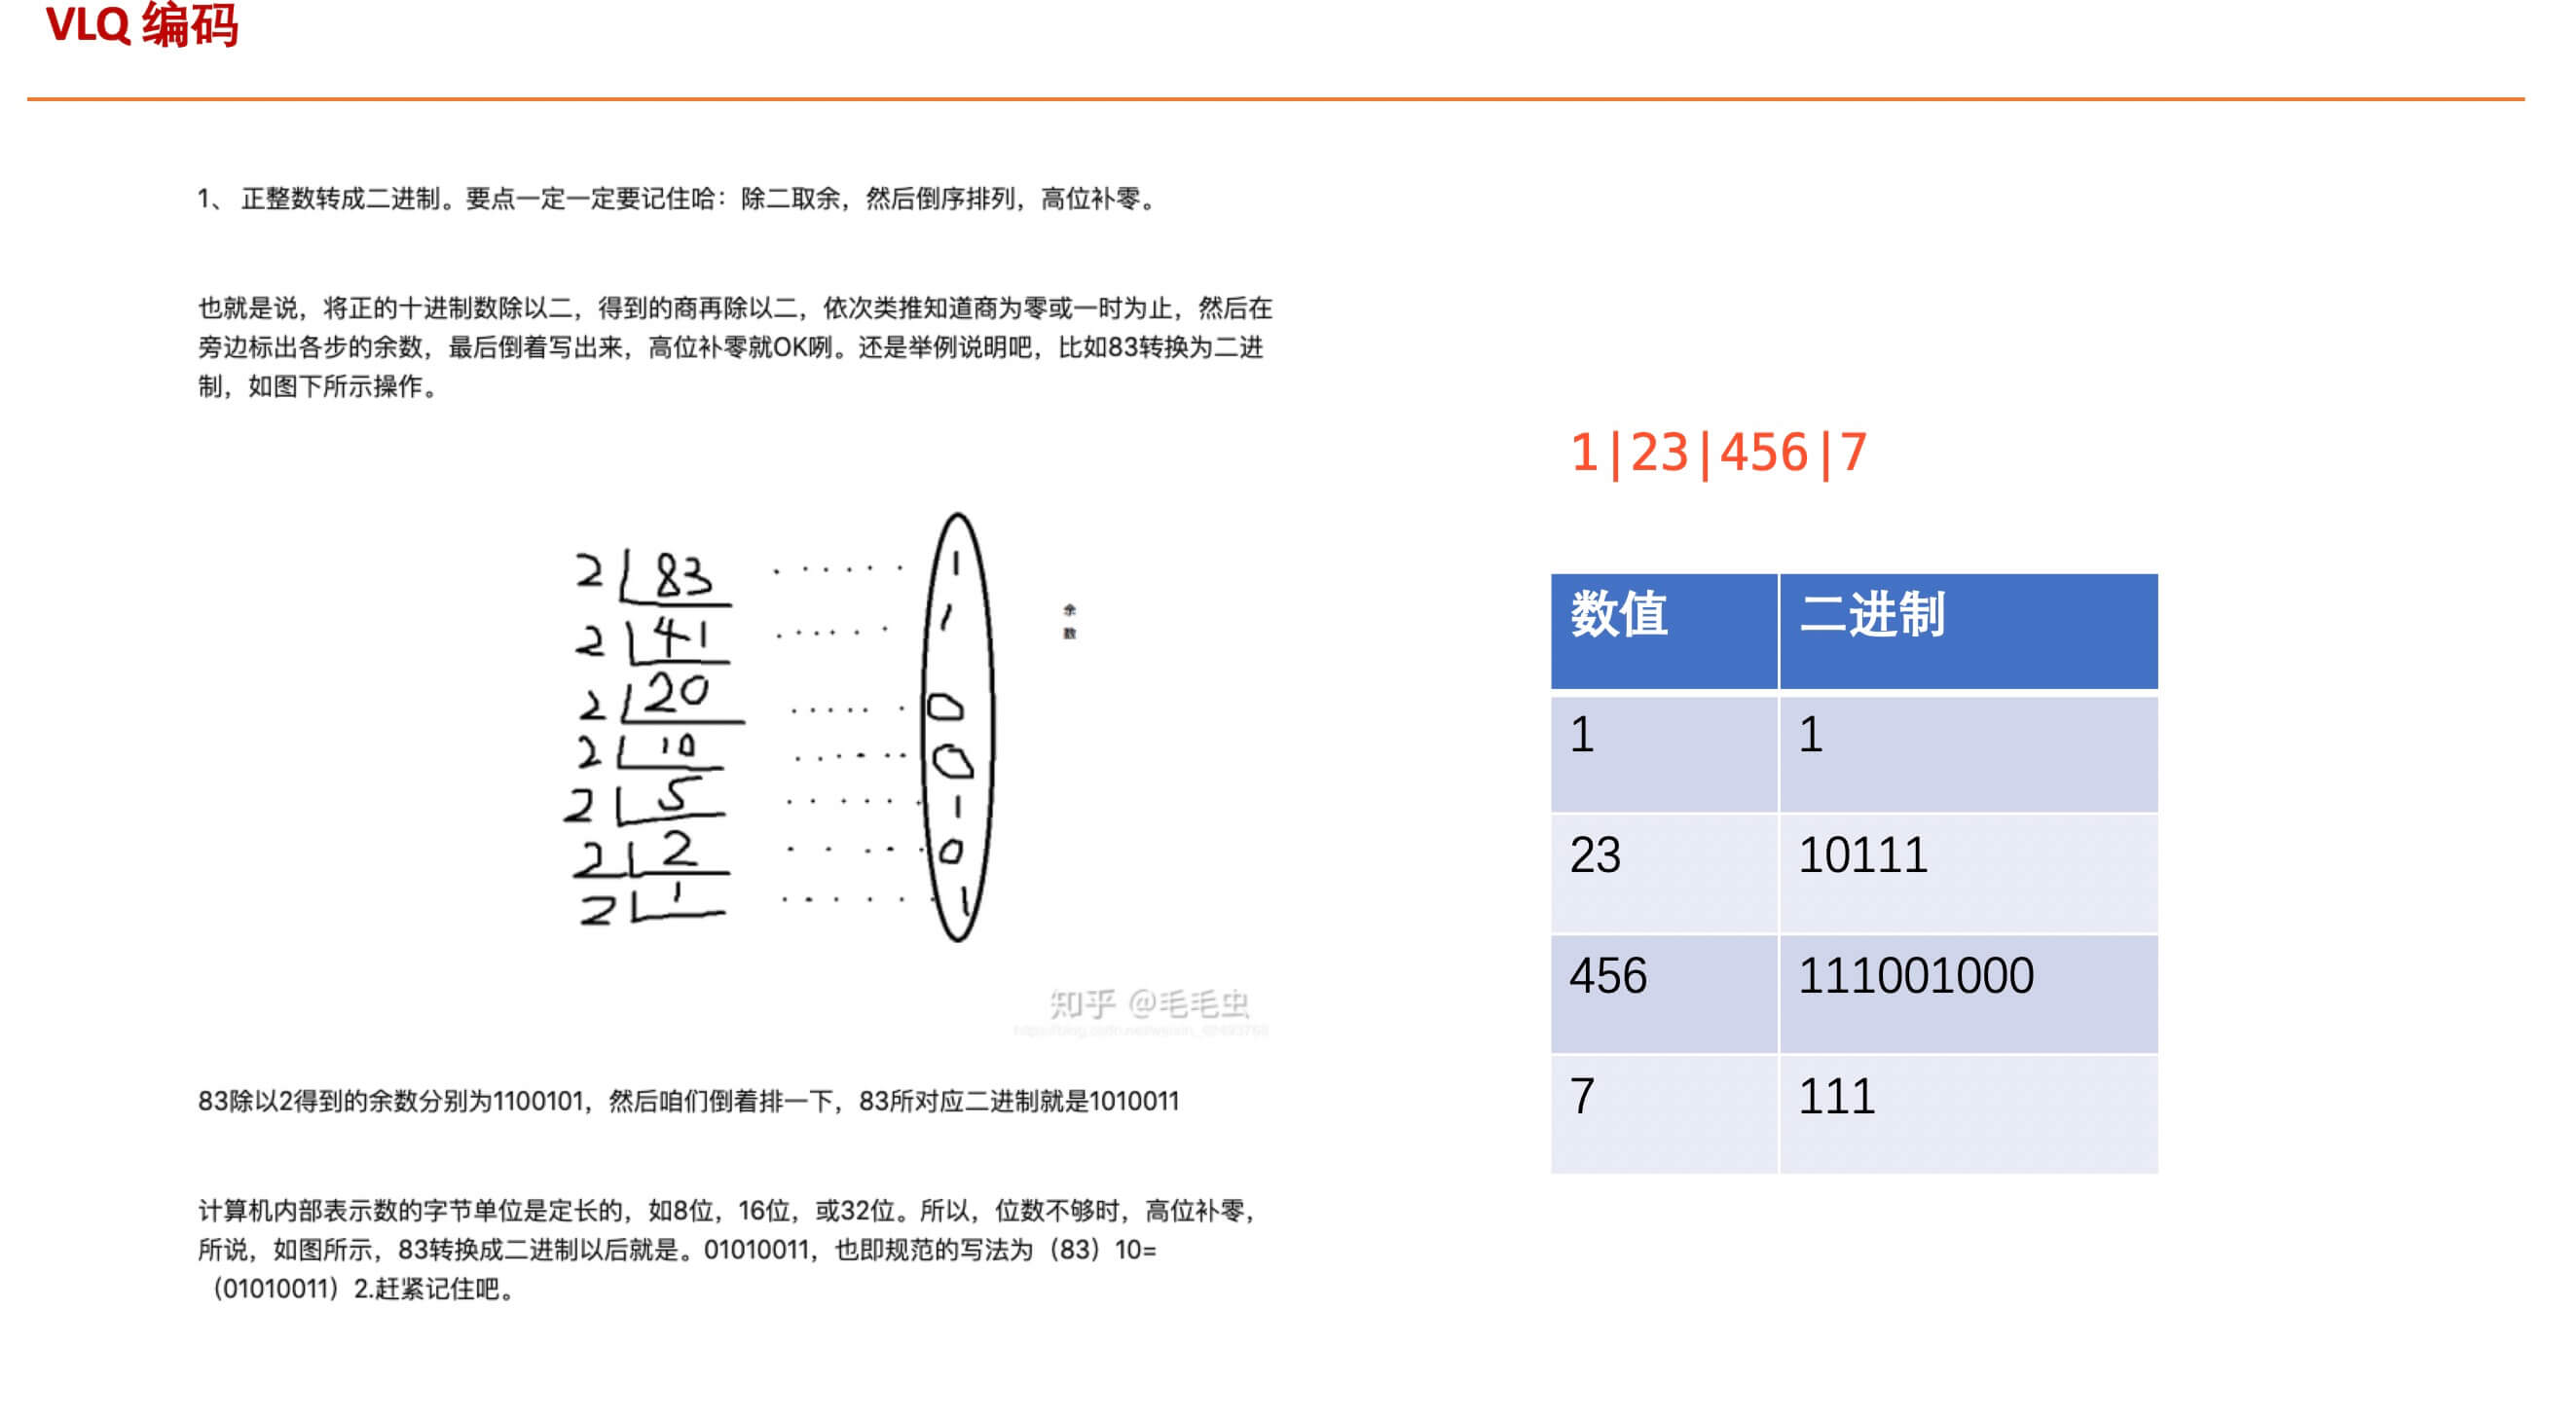 VLQ 编码
1、 正整数转成二进制。要点一定一定要记住哈：除二取余，然后倒序排列，高位补零。
也就是说，将正的十进制数除以二，得到的商再除以二，依次类推知道商为零或一时为止，然后在
旁边标出各步的余数，最后倒着写出来，高位补零就OK咧。还是举例说明吧，比如83转换为二进
制，如图下所示操作。
2 83 ...... 1
2 41 ...... 1
2 20 ...... 0
2 10 ...... 0
2 5 ...... 1
2 2 ...... 0
2 1 ...... 1
余
数
知乎 @毛毛虫
83除以2得到的余数分别为1100101，然后咱们倒着排一下，83所对应二进制就是1010011
计算机内部表示数的字节单位是定长的，如8位，16位，或32位。所以，位数不够时，高位补零，
所说，如图所示，83转换成二进制以后就是。01010011，也即规范的写法为（83）10=
（01010011）2.赶紧记住吧。
1|23|456|7
数值 二进制
1 1
23 10111
456 111001000
7 111